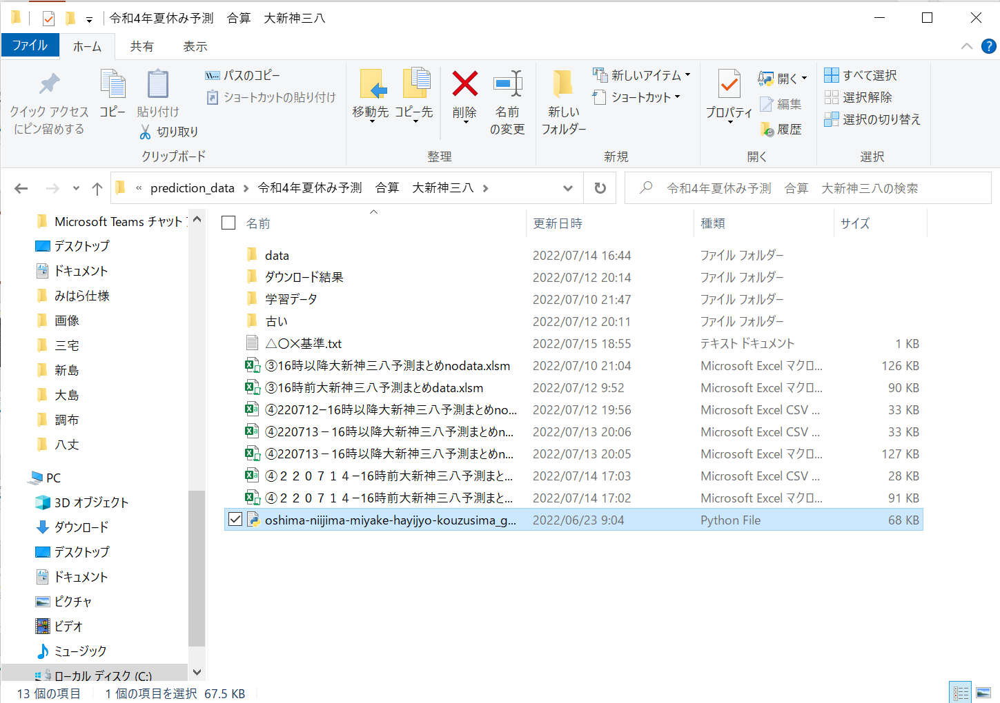 令和4年夏休み予測　合算　大新神三八
ファイル
ホーム
共有
表示
?
クイック アクセス
にピン留めする
コピー
貼り付け
パスのコピー
ショートカットの貼り付け
切り取り
クリップボード
移動先
コピー先
削除
名前
の変更
整理
新しい
フォルダー
新しいアイテム
ショートカット
新規
プロパティ
開く
編集
履歴
開く
すべて選択
選択解除
選択の切り替え
選択
« prediction_data > 令和4年夏休み予測　合算　大新神三八 >
令和4年夏休み予測　合算　大新神三八の検索
Microsoft Teams チャット
デスクトップ
ドキュメント
みはら仕様
画像
三宅
新島
大島
調布
八丈
PC
3D オブジェクト
ダウンロード
デスクトップ
ドキュメント
ピクチャ
ビデオ
ミュージック
ローカル ディスク (C:)
名前 更新日時 種類 サイズ
data 2022/07/14 16:44 ファイル フォルダー
ダウンロード結果 2022/07/12 20:14 ファイル フォルダー
学習データ 2022/07/10 21:47 ファイル フォルダー
古い 2022/07/12 20:11 ファイル フォルダー
△〇×基準.txt 2022/07/15 18:55 テキスト ドキュメント 1 KB
③16時以降大新神三八予測まとめnodata.xlsm 2022/07/10 21:04 Microsoft Excel マクロ... 126 KB
③16時前大新神三八予測まとめdata.xlsm 2022/07/12 9:52 Microsoft Excel マクロ... 90 KB
④220712−16時以降大新神三八予測まとめno... 2022/07/12 19:56 Microsoft Excel CSV ... 33 KB
④220713－16時以降大新神三八予測まとめn... 2022/07/13 20:06 Microsoft Excel CSV ... 33 KB
④220713－16時以降大新神三八予測まとめn... 2022/07/13 20:05 Microsoft Excel マクロ... 127 KB
④２２０７１４−16時前大新神三八予測まと... 2022/07/14 17:03 Microsoft Excel CSV ... 28 KB
④２２０７１４−16時前大新神三八予測まと... 2022/07/14 17:02 Microsoft Excel マクロ... 91 KB
oshima-niijima-miyake-hayijyo-kouzusima_g... 2022/06/23 9:04 Python File 68 KB
13 個の項目 1 個の項目を選択 67.5 KB